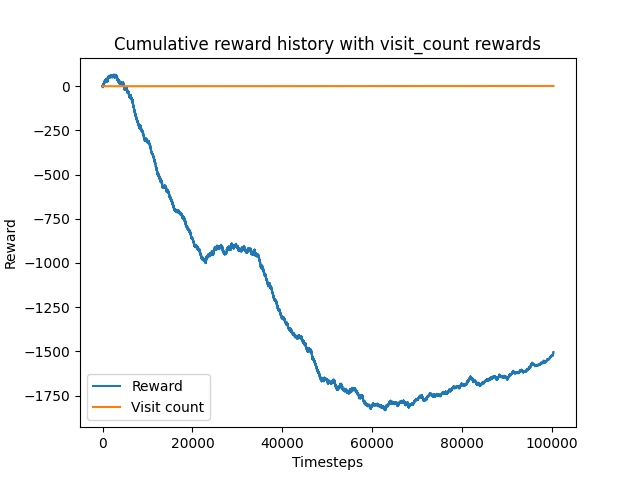 Cumulative reward history with visit_count rewards
0
−250
−500
−750
−1000
−1250
−1500
−1750
Reward
Reward
Visit count
0
20000
40000
60000
80000
100000
Timesteps